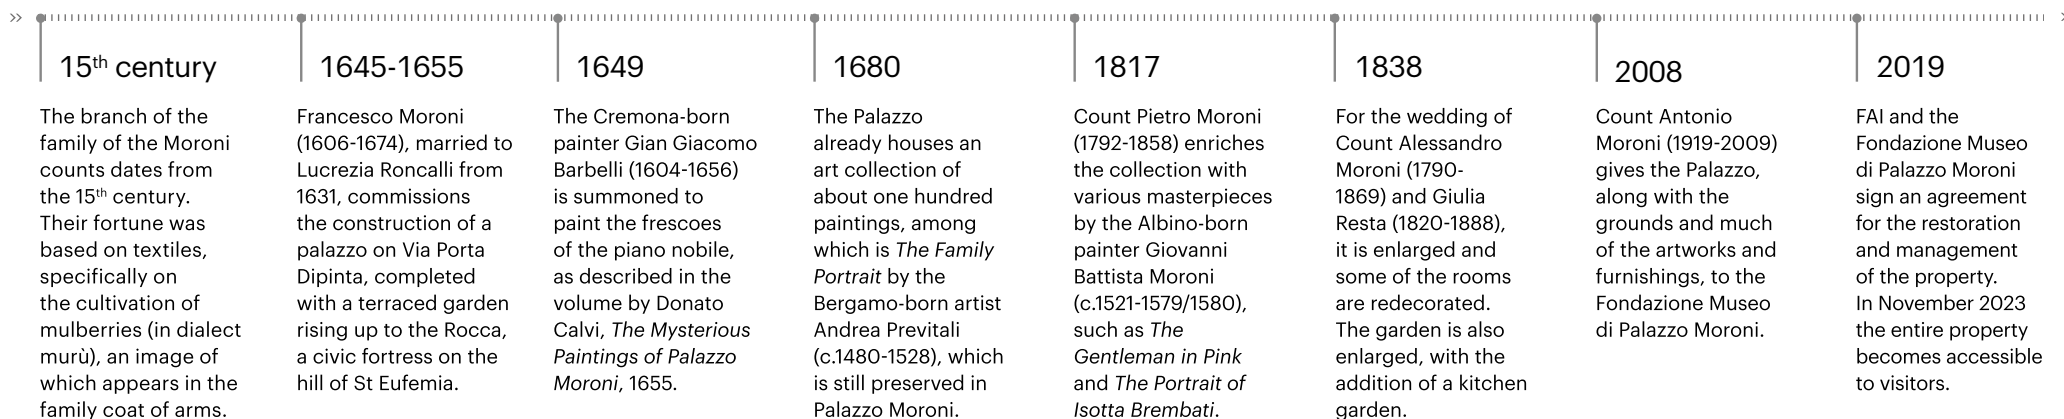 15th century
The branch of the
family of the Moroni
counts dates from
the 15th century.
Their fortune was
based on textiles,
specifically on
the cultivation of
mulberries (in dialect
murù), an image of
which appears in the
family coat of arms.
1645-1655
Francesco Moroni
(1606-1674), married to
Lucrezia Roncalli from
1631, commissions
the construction of a
palazzo on Via Porta
Dipinta, completed
with a terraced garden
rising up to the Rocca,
a civic fortress on the
hill of St Eufemia.
1649
The Cremona-born
painter Gian Giacomo
Barbelli (1604-1656)
is summoned to
paint the frescoes
of the piano nobile,
as described in the
volume by Donato
Calvi, The Mysterious
Paintings of Palazzo
Moroni, 1655.
1680
The Palazzo
already houses an
art collection of
about one hundred
paintings, among
which is The Family
Portrait by the
Bergamo-born artist
Andrea Previtali
(c.1480-1528), which
is still preserved in
Palazzo Moroni.
1817
Count Pietro Moroni
(1792-1858) enriches
the collection with
various masterpieces
by the Albino-born
painter Giovanni
Battista Moroni
(c.1521-1579/1580),
such as The
Gentleman in Pink
and The Portrait of
Isotta Brembati.
1838
For the wedding of
Count Alessandro
Moroni (1790-
1869) and Giulia
Resta (1820-1888),
it is enlarged and
some of the rooms
are redecorated.
The garden is also
enlarged, with the
addition of a kitchen
garden.
2008
Count Antonio
Moroni (1919-2009)
gives the Palazzo,
along with the
grounds and much
of the artworks and
furnishings, to the
Fondazione Museo
di Palazzo Moroni.
2019
FAI and the
Fondazione Museo
di Palazzo Moroni
sign an agreement
for the restoration
and management
of the property.
In November 2023
the entire property
becomes accessible
to visitors.